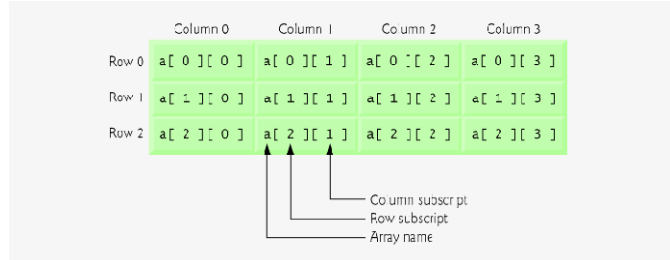 Column 0 Column 1 Column 2 Column 3
Row 0 a[ 0 ][ 0 ] a[ 0 ][ 1 ] a[ 0 ][ 2 ] a[ 0 ][ 3 ]
Row 1 a[ 1 ][ 0 ] a[ 1 ][ 1 ] a[ 1 ][ 2 ] a[ 1 ][ 3 ]
Row 2 a[ 2 ][ 0 ] a[ 2 ][ 1 ] a[ 2 ][ 2 ] a[ 2 ][ 3 ]
Column subscript
Row subscript
Array name